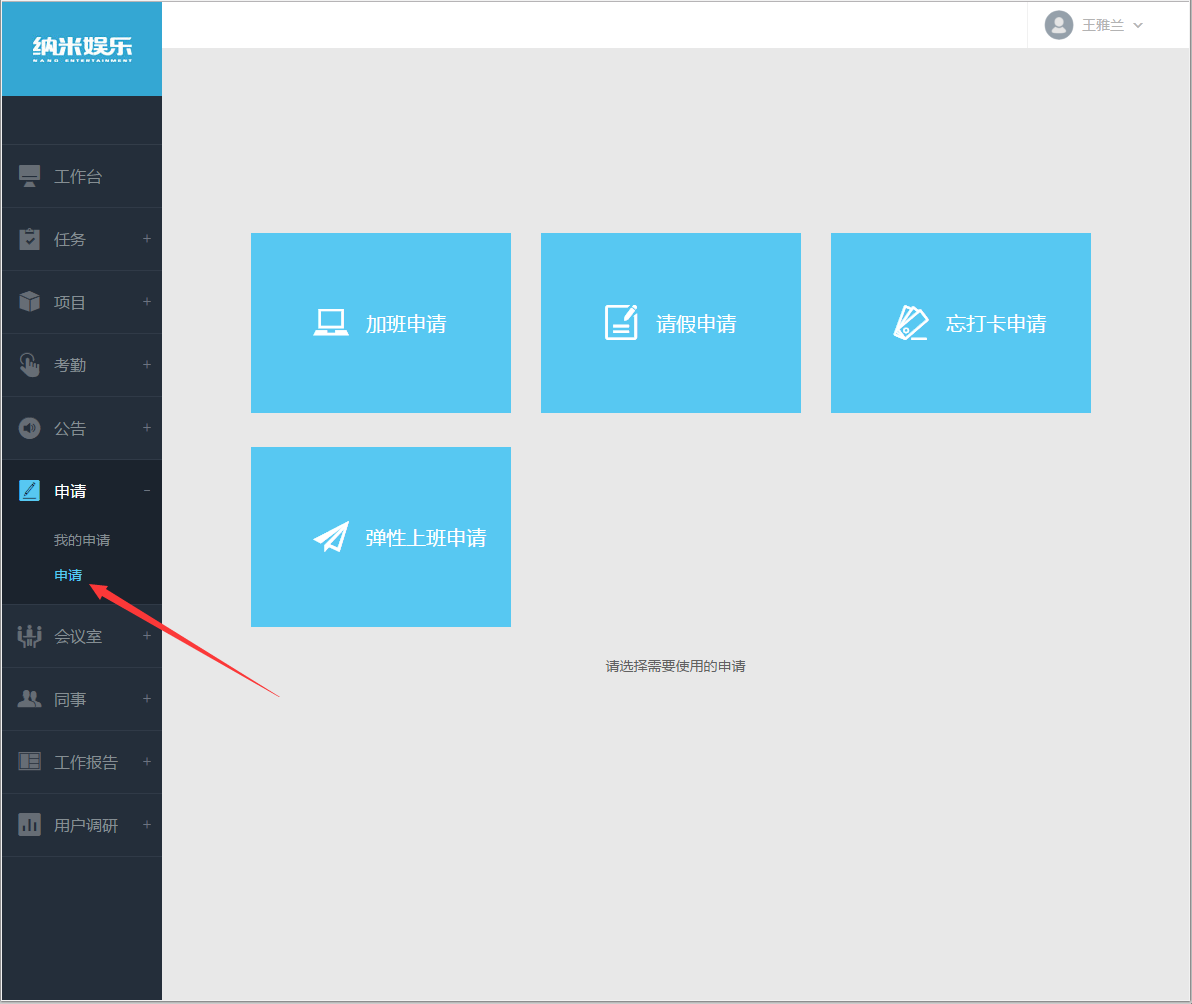 纳米娱乐
NANO ENTERTAINMENT
王雅兰
工作台
任务 +
项目 +
考勤 +
公告 +
申请 −
我的申请
申请
会议室 +
同事 +
工作报告 +
用户调研 +
加班申请
请假申请
忘打卡申请
弹性上班申请
请选择需要使用的申请